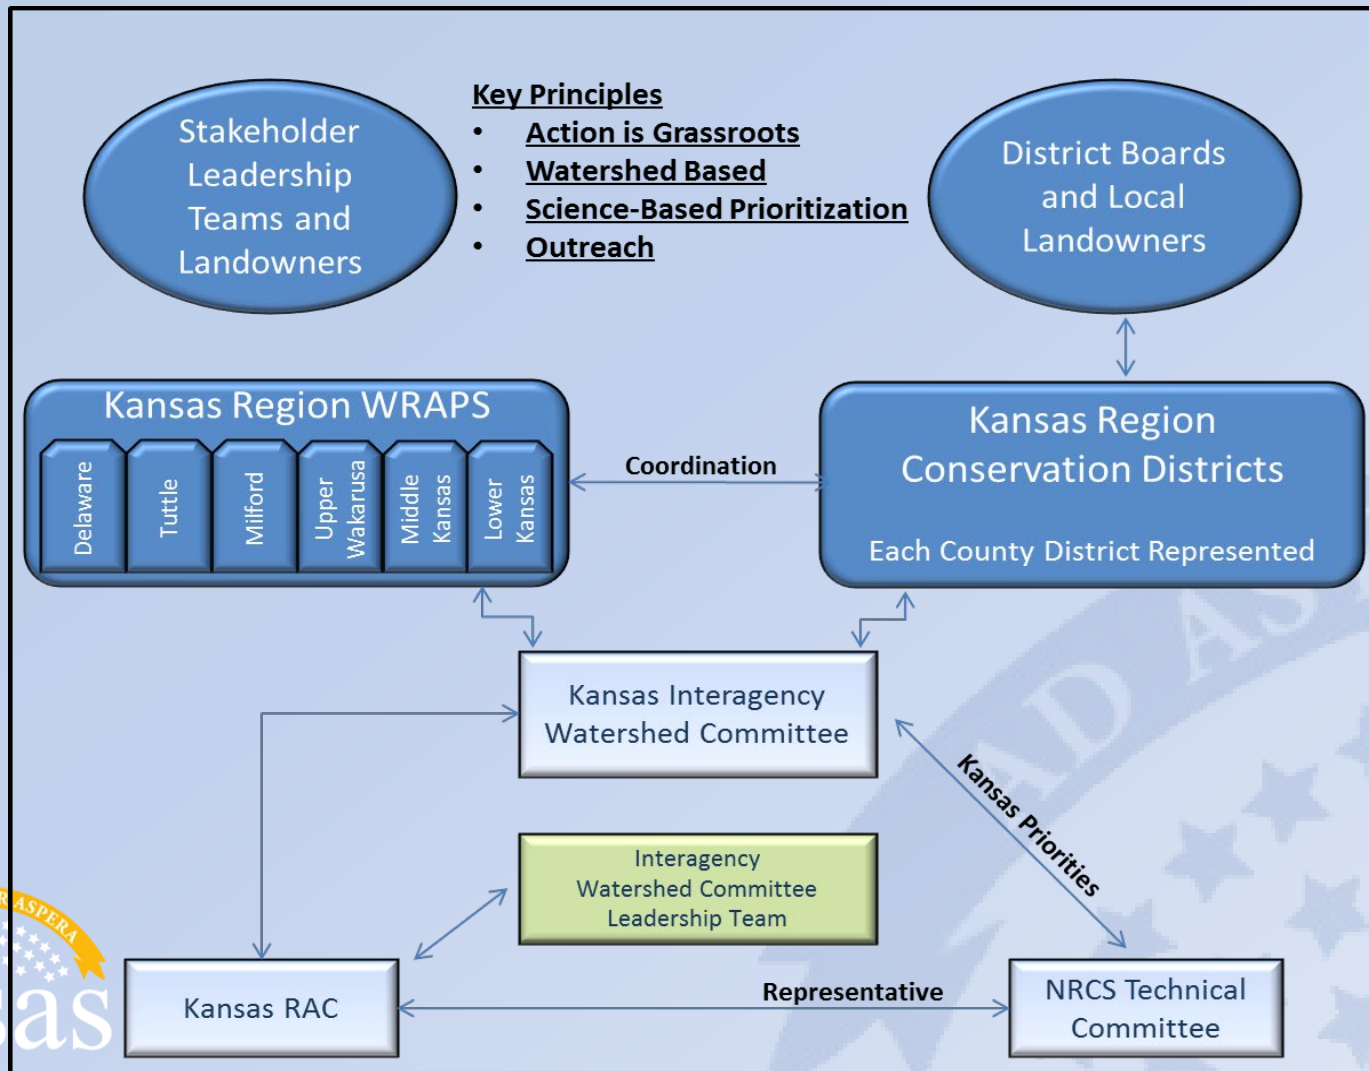 Stakeholder
Leadership
Teams and
Landowners
Key Principles
• Action is Grassroots
• Watershed Based
• Science-Based Prioritization
• Outreach
District Boards
and Local
Landowners
Kansas Region WRAPS
Delaware
Tuttle
Milford
Upper
Wakarusa
Middle
Kansas
Lower
Kansas
Coordination
Kansas Region
Conservation Districts
Each County District Represented
Kansas Interagency
Watershed Committee
Kansas Priorities
Interagency
Watershed Committee
Leadership Team
Kansas RAC
Representative
NRCS Technical
Committee
AD AS
R ASPERA
sas